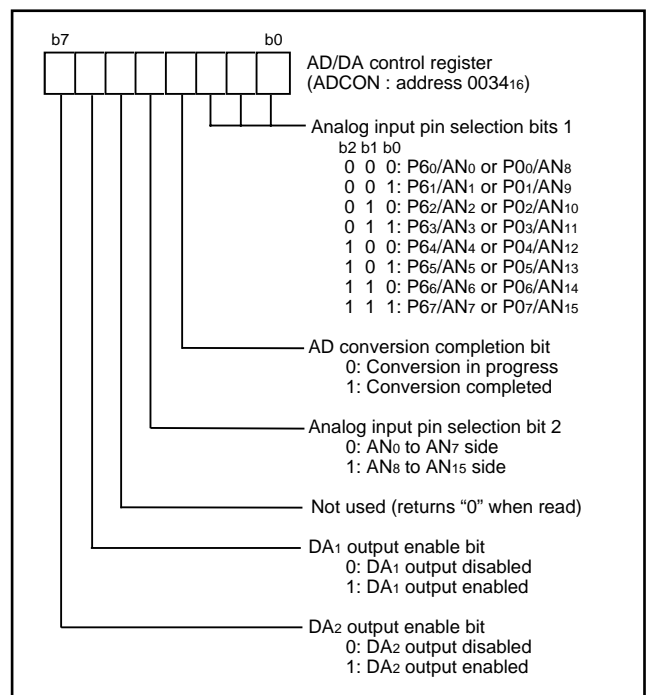 b7 b0
AD/DA control register
(ADCON : address 003416)
Analog input pin selection bits 1
b2 b1 b0
0 0 0: P60/AN0 or P00/AN8
0 0 1: P61/AN1 or P01/AN9
0 1 0: P62/AN2 or P02/AN10
0 1 1: P63/AN3 or P03/AN11
1 0 0: P64/AN4 or P04/AN12
1 0 1: P65/AN5 or P05/AN13
1 1 0: P66/AN6 or P06/AN14
1 1 1: P67/AN7 or P07/AN15
AD conversion completion bit
0: Conversion in progress
1: Conversion completed
Analog input pin selection bit 2
0: AN0 to AN7 side
1: AN8 to AN15 side
Not used (returns “0” when read)
DA1 output enable bit
0: DA1 output disabled
1: DA1 output enabled
DA2 output enable bit
0: DA2 output disabled
1: DA2 output enabled